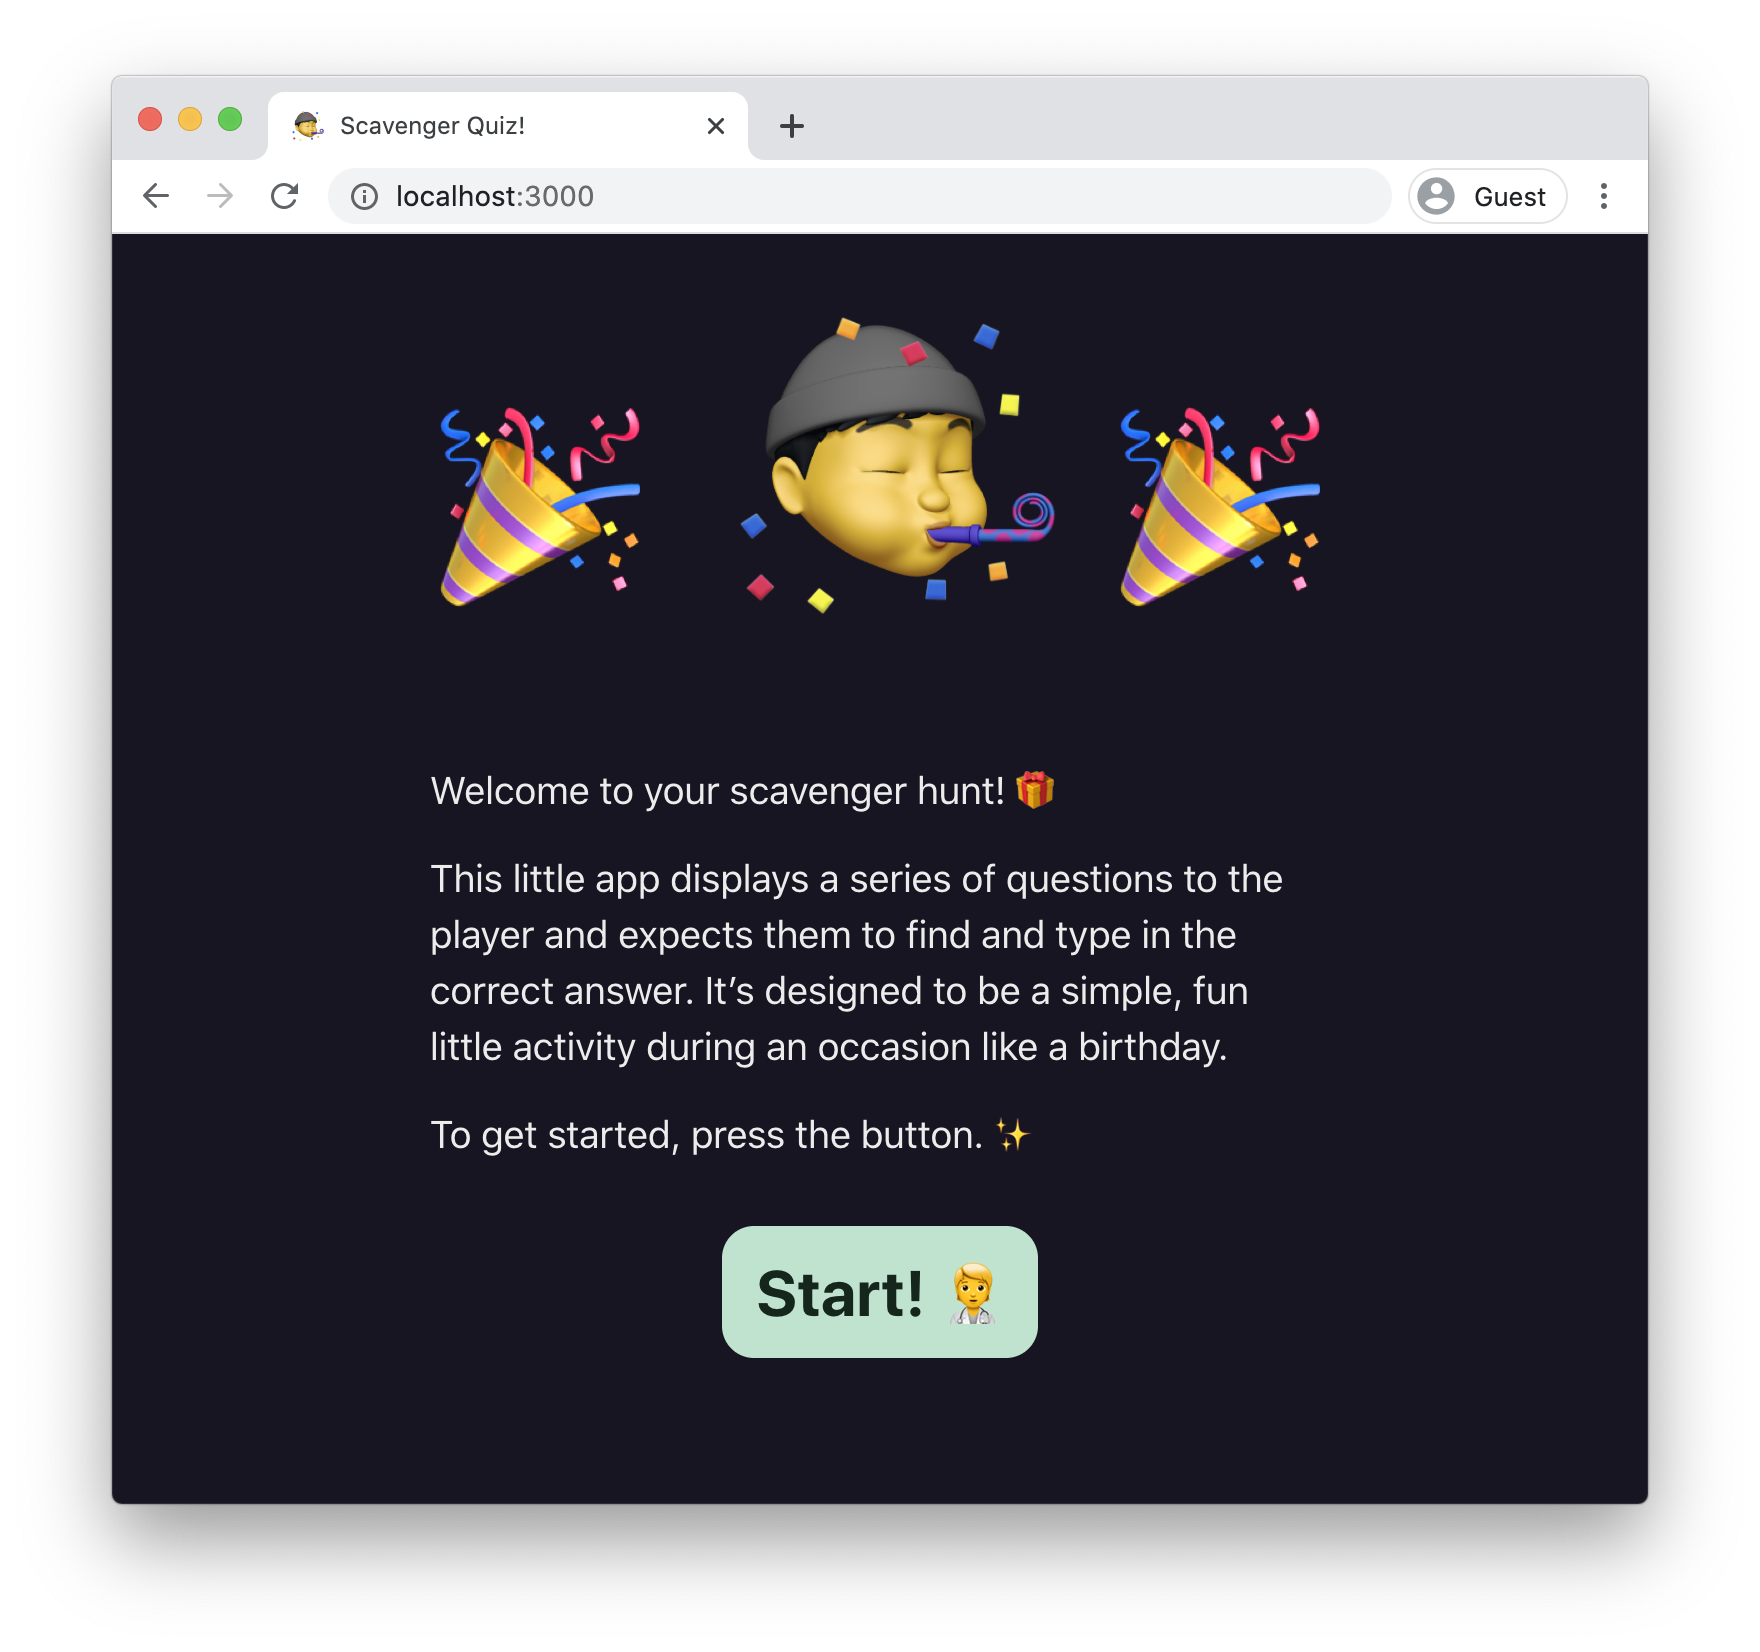 Scavenger Quiz!
localhost:3000
Guest
Welcome to your scavenger hunt! 🎁
This little app displays a series of questions to the
player and expects them to find and type in the
correct answer. It’s designed to be a simple, fun
little activity during an occasion like a birthday.
To get started, press the button. ✨
Start! 🧑‍⚕️